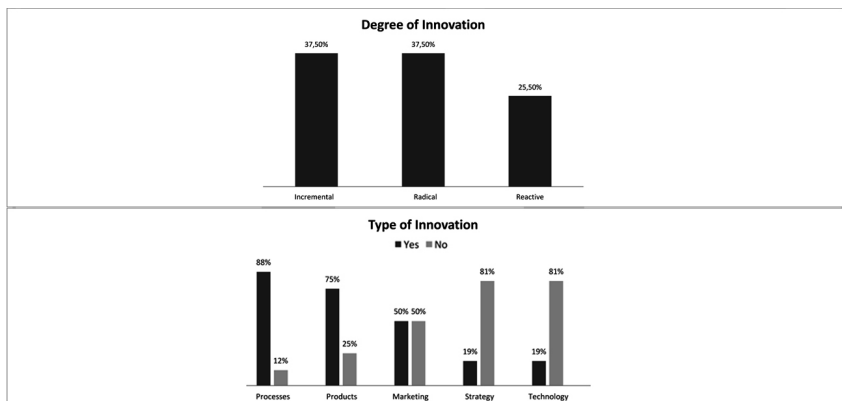 Degree of Innovation
37,50% 37,50%
25,50%
Incremental Radical Reactive
Type of Innovation
Yes No
88%
75%
50% 50%
81% 81%
12%
25%
19% 19%
Processes Products Marketing Strategy Technology